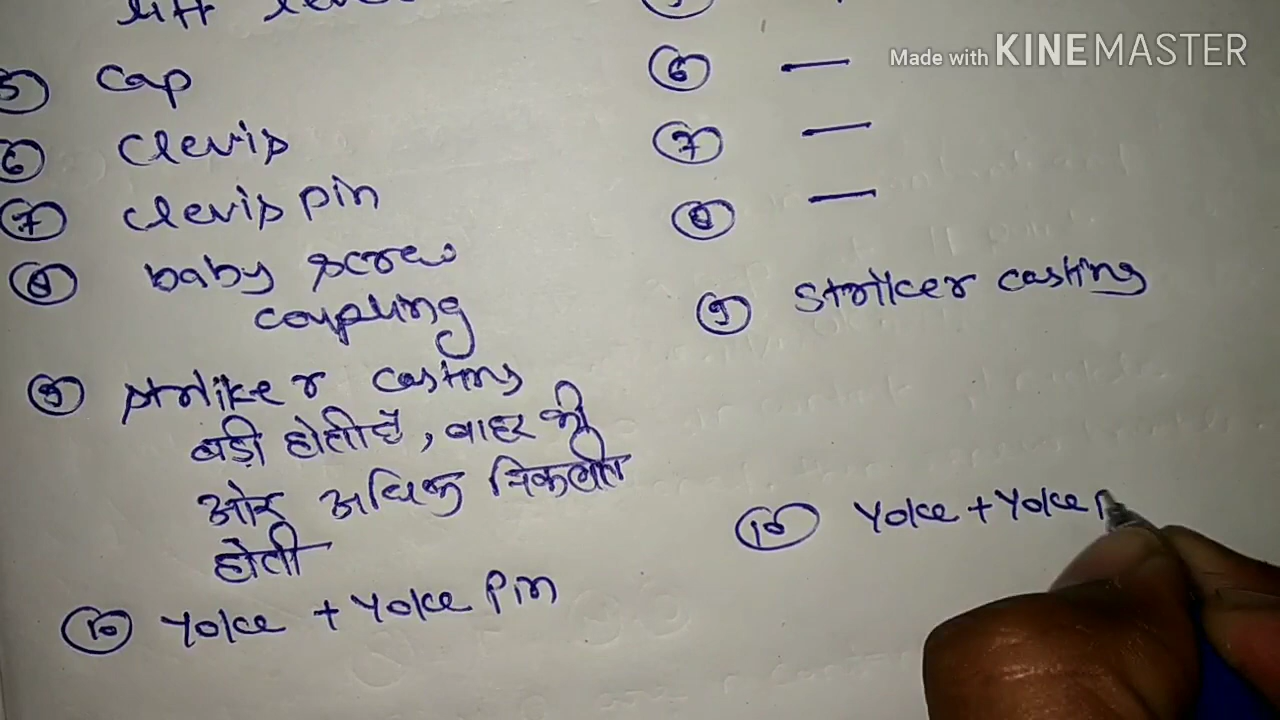 Made with KINEMASTER
5 cap
6 clevis
7 clevis pin
8 baby screw
coupling
9 striker casting
बड़ी होती है, बाहर की
ओर अधिक निकली
होती
10 Yoke + Yoke Pin
6 —
7 —
8 —
9 Striker casting
10 Yoke + Yoke P